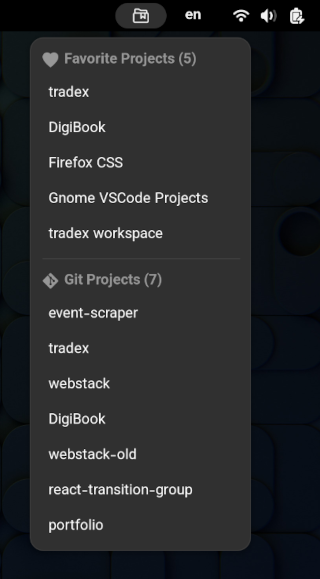 en
Favorite Projects (5)
tradex
DigiBook
Firefox CSS
Gnome VSCode Projects
tradex workspace
Git Projects (7)
event-scraper
tradex
webstack
DigiBook
webstack-old
react-transition-group
portfolio